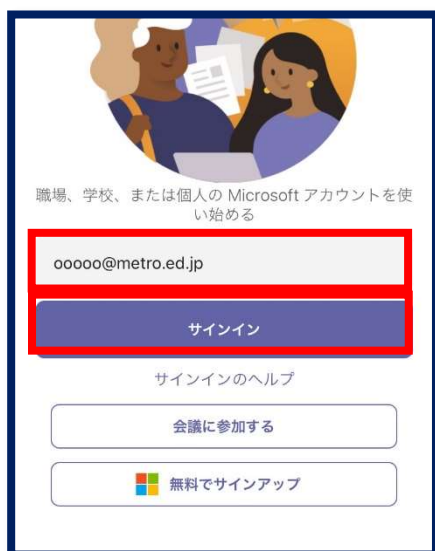 職場、学校、または個人の Microsoft アカウントを使
い始める
ooooo@metro.ed.jp
サインイン
サインインのヘルプ
会議に参加する
無料でサインアップ